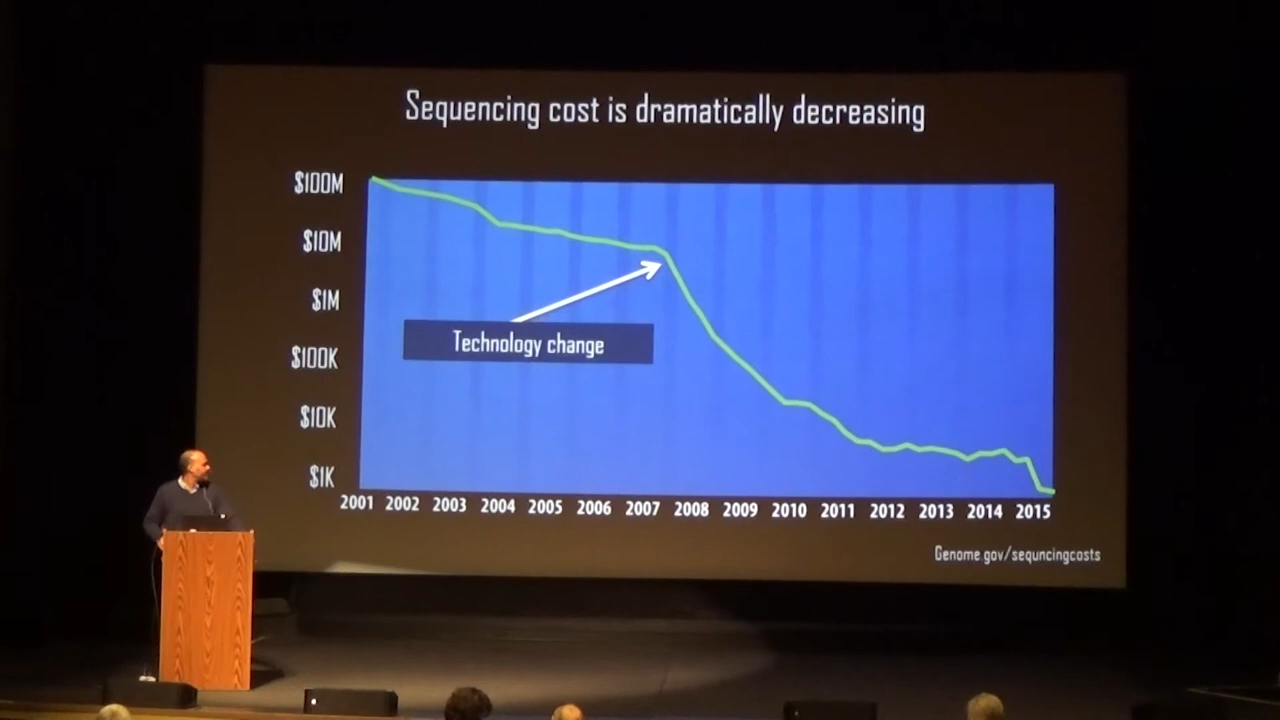 Sequencing cost is dramatically decreasing
$100M
$10M
$1M
Technology change
$100K
$10K
$1K
2001 2002 2003 2004 2005 2006 2007 2008 2009 2010 2011 2012 2013 2014 2015
Genome.gov/sequncingcosts